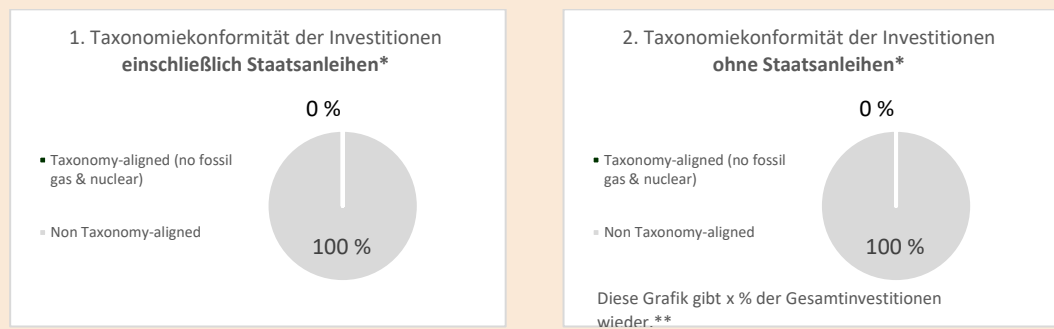 1. Taxonomiekonformität der Investitionen
einschließlich Staatsanleihen*
0 %
Taxonomy-aligned (no fossil
gas & nuclear)
Non Taxonomy-aligned
100 %
2. Taxonomiekonformität der Investitionen
ohne Staatsanleihen*
0 %
Taxonomy-aligned (no fossil
gas & nuclear)
Non Taxonomy-aligned
100 %
Diese Grafik gibt x % der Gesamtinvestitionen
wieder.**